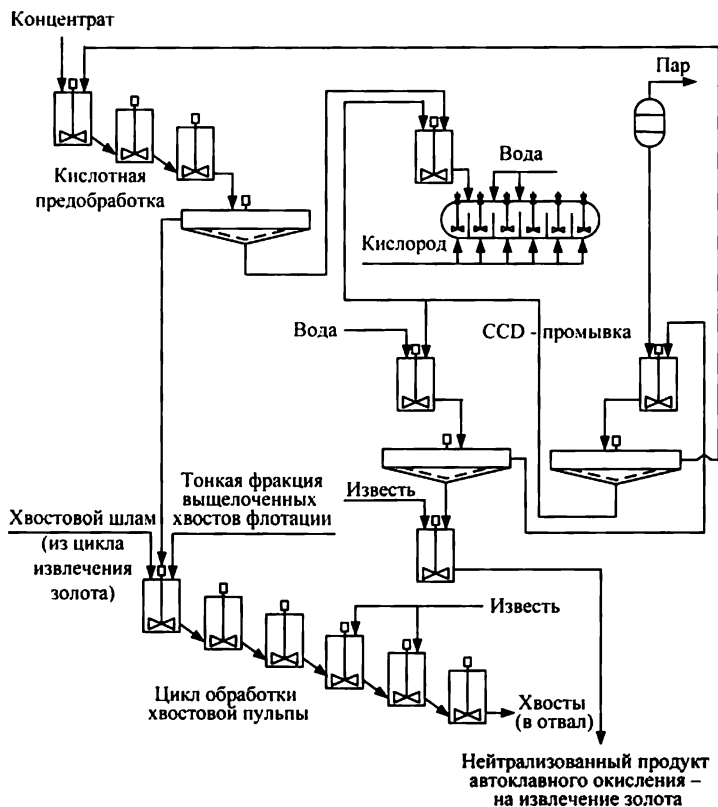 Концентрат
Пар
Вода
Кислотная
предобработка
Кислород
Вода
CCD - промывка
Тонкая фракция
выщелоченных
хвостов флотации
Известь
Хвостовой шлам
(из цикла
извлечения
золота)
Известь
Цикл обработки
хвостовой пульпы
Хвосты
(в отвал)
Нейтрализованный продукт
автоклавного окисления –
на извлечение золота